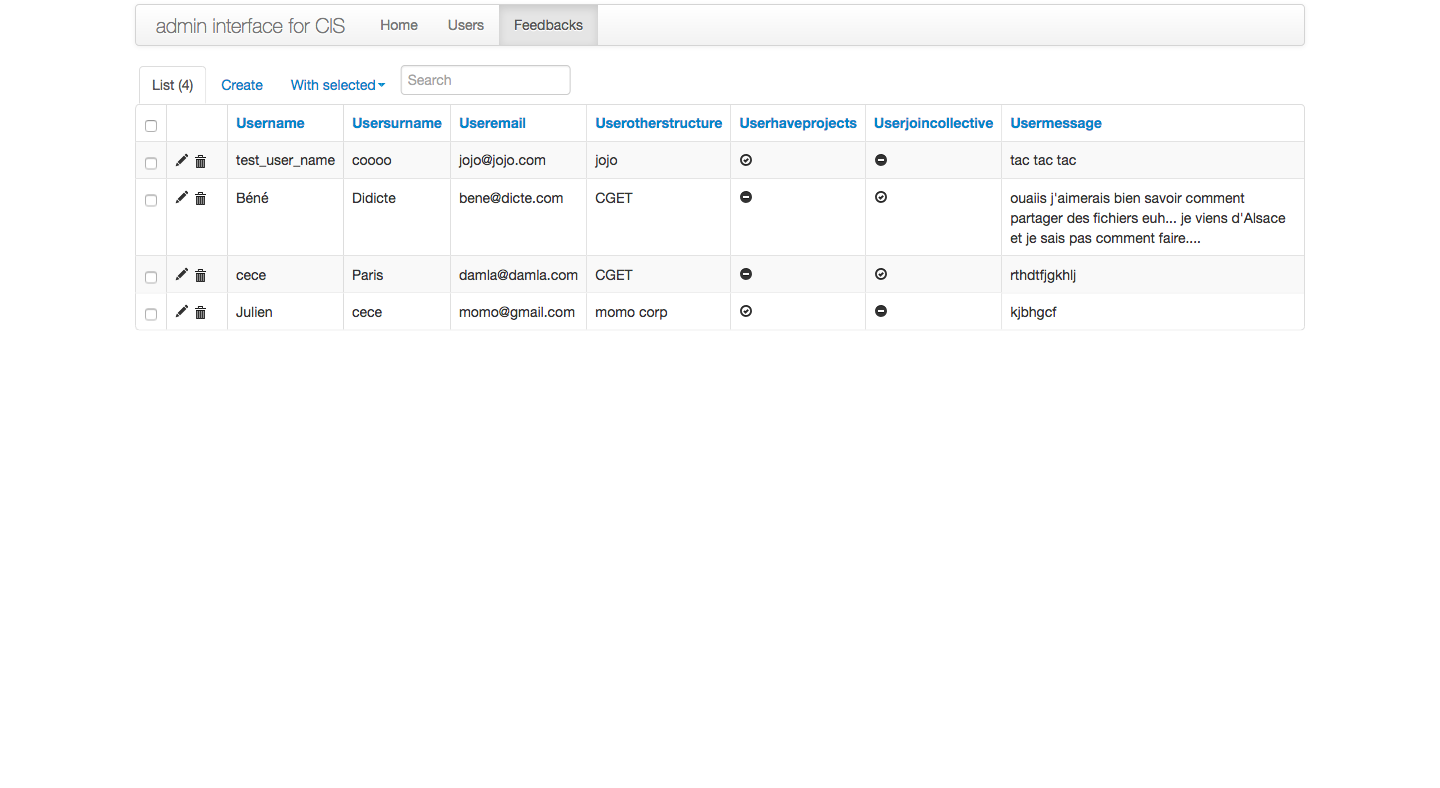 admin interface for CIS Home Users Feedbacks
List (4) Create With selected Search
Username Usersurname Useremail Userotherstructure Userhaveprojects Userjoincollective Usermessage
test_user_name coooo jojo@jojo.com jojo tac tac tac
Béné Didicte bene@dicte.com CGET ouaiis j'aimerais bien savoir comment
partager des fichiers euh... je viens d'Alsace
et je sais pas comment faire....
cece Paris damla@damla.com CGET rthdtfjgkhlj
Julien cece momo@gmail.com momo corp kjbhgcf